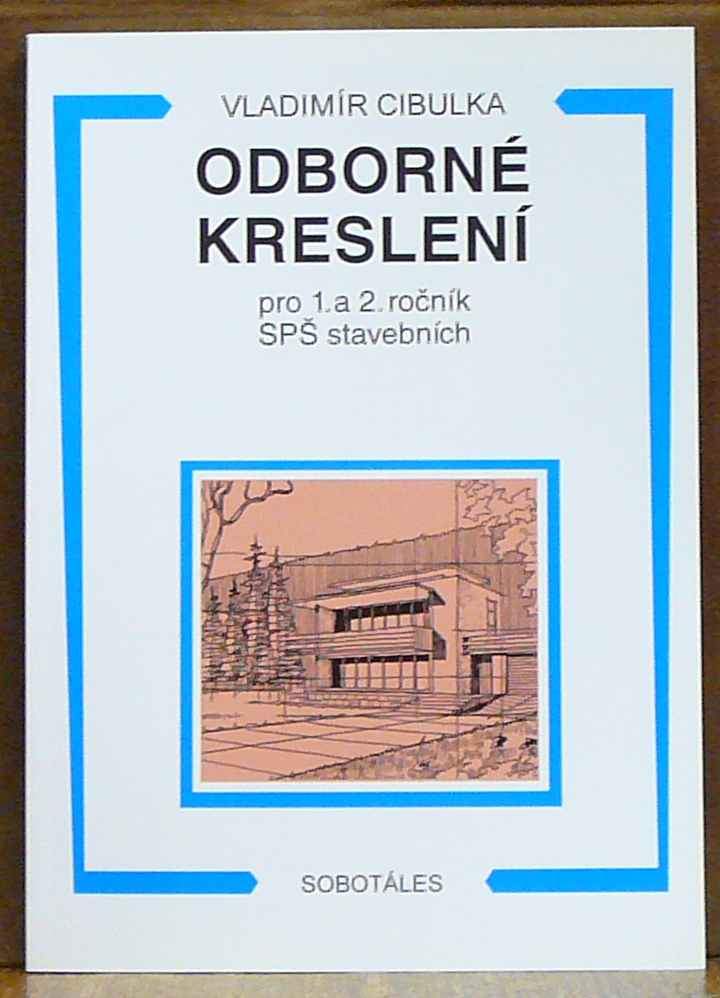 VLADIMÍR CIBULKA
ODBORNÉ
KRESLENÍ
pro 1. a 2. ročník
SPŠ stavebních
SOBOTÁLES